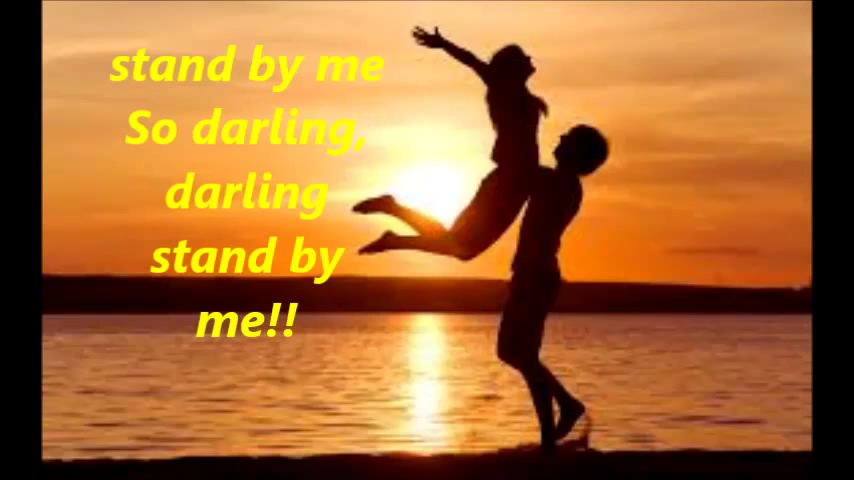 stand by me
So darling,
darling
stand by
me!!